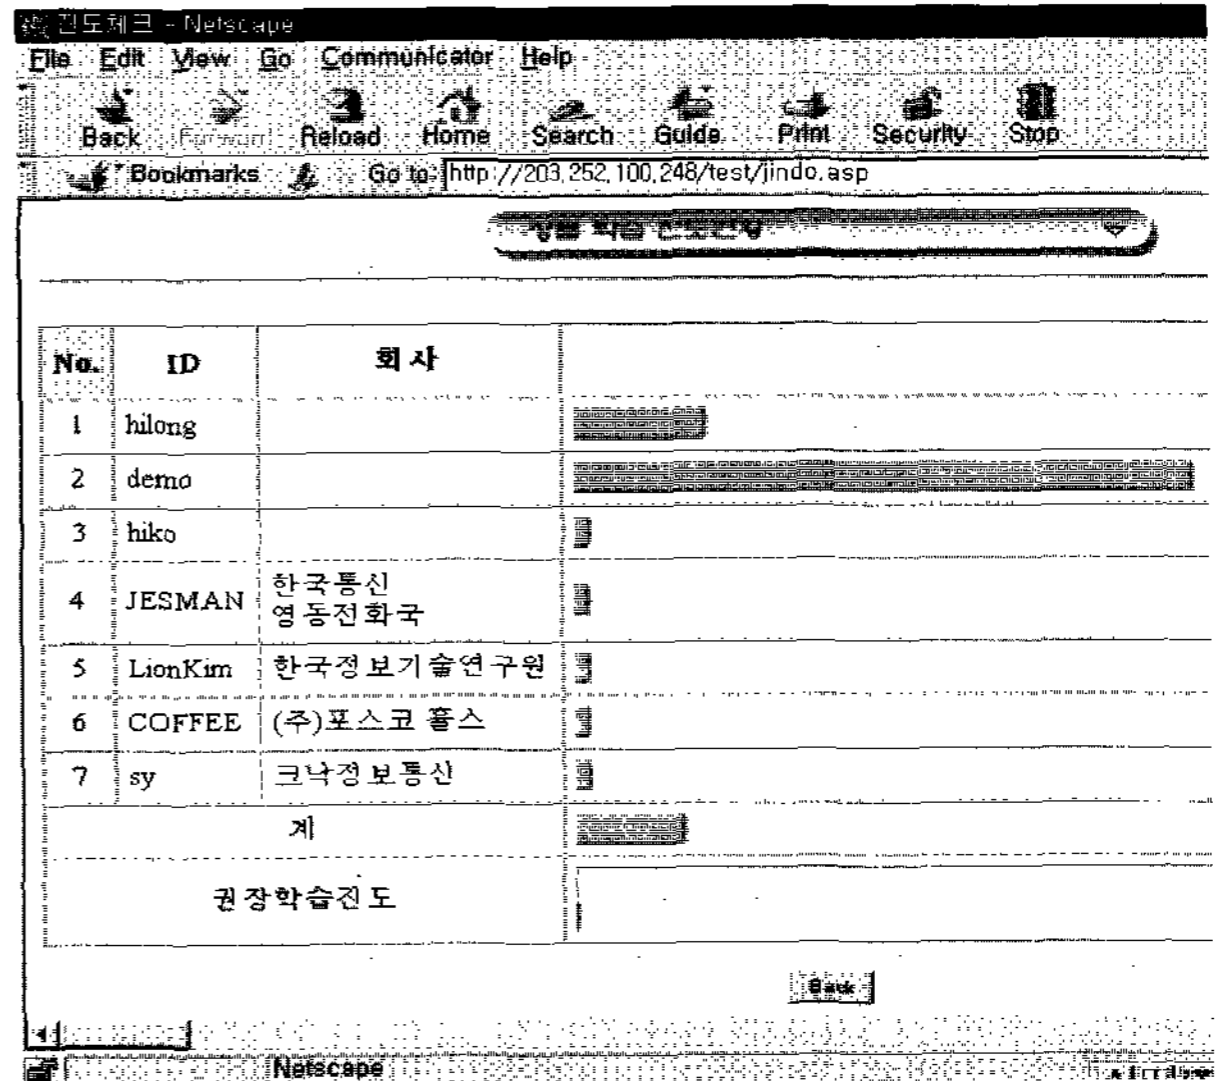 진도체크 - Netscape
File Edit View Go Communicator Help
Back Forward Reload Home Search Guide Print Security Stop
Bookmarks Go to: http://203,252,100,248/test/jindo.asp
No. ID 회 사
1 hilong
2 demo
3 hiko
4 JESMAN 한국통신
영동전화국
5 LionKim 한국정보기술연구원
6 COFFEE (주)포스코 휼스
7 sy 크낙정보통신
계
권장학습진도
Back
Netscape